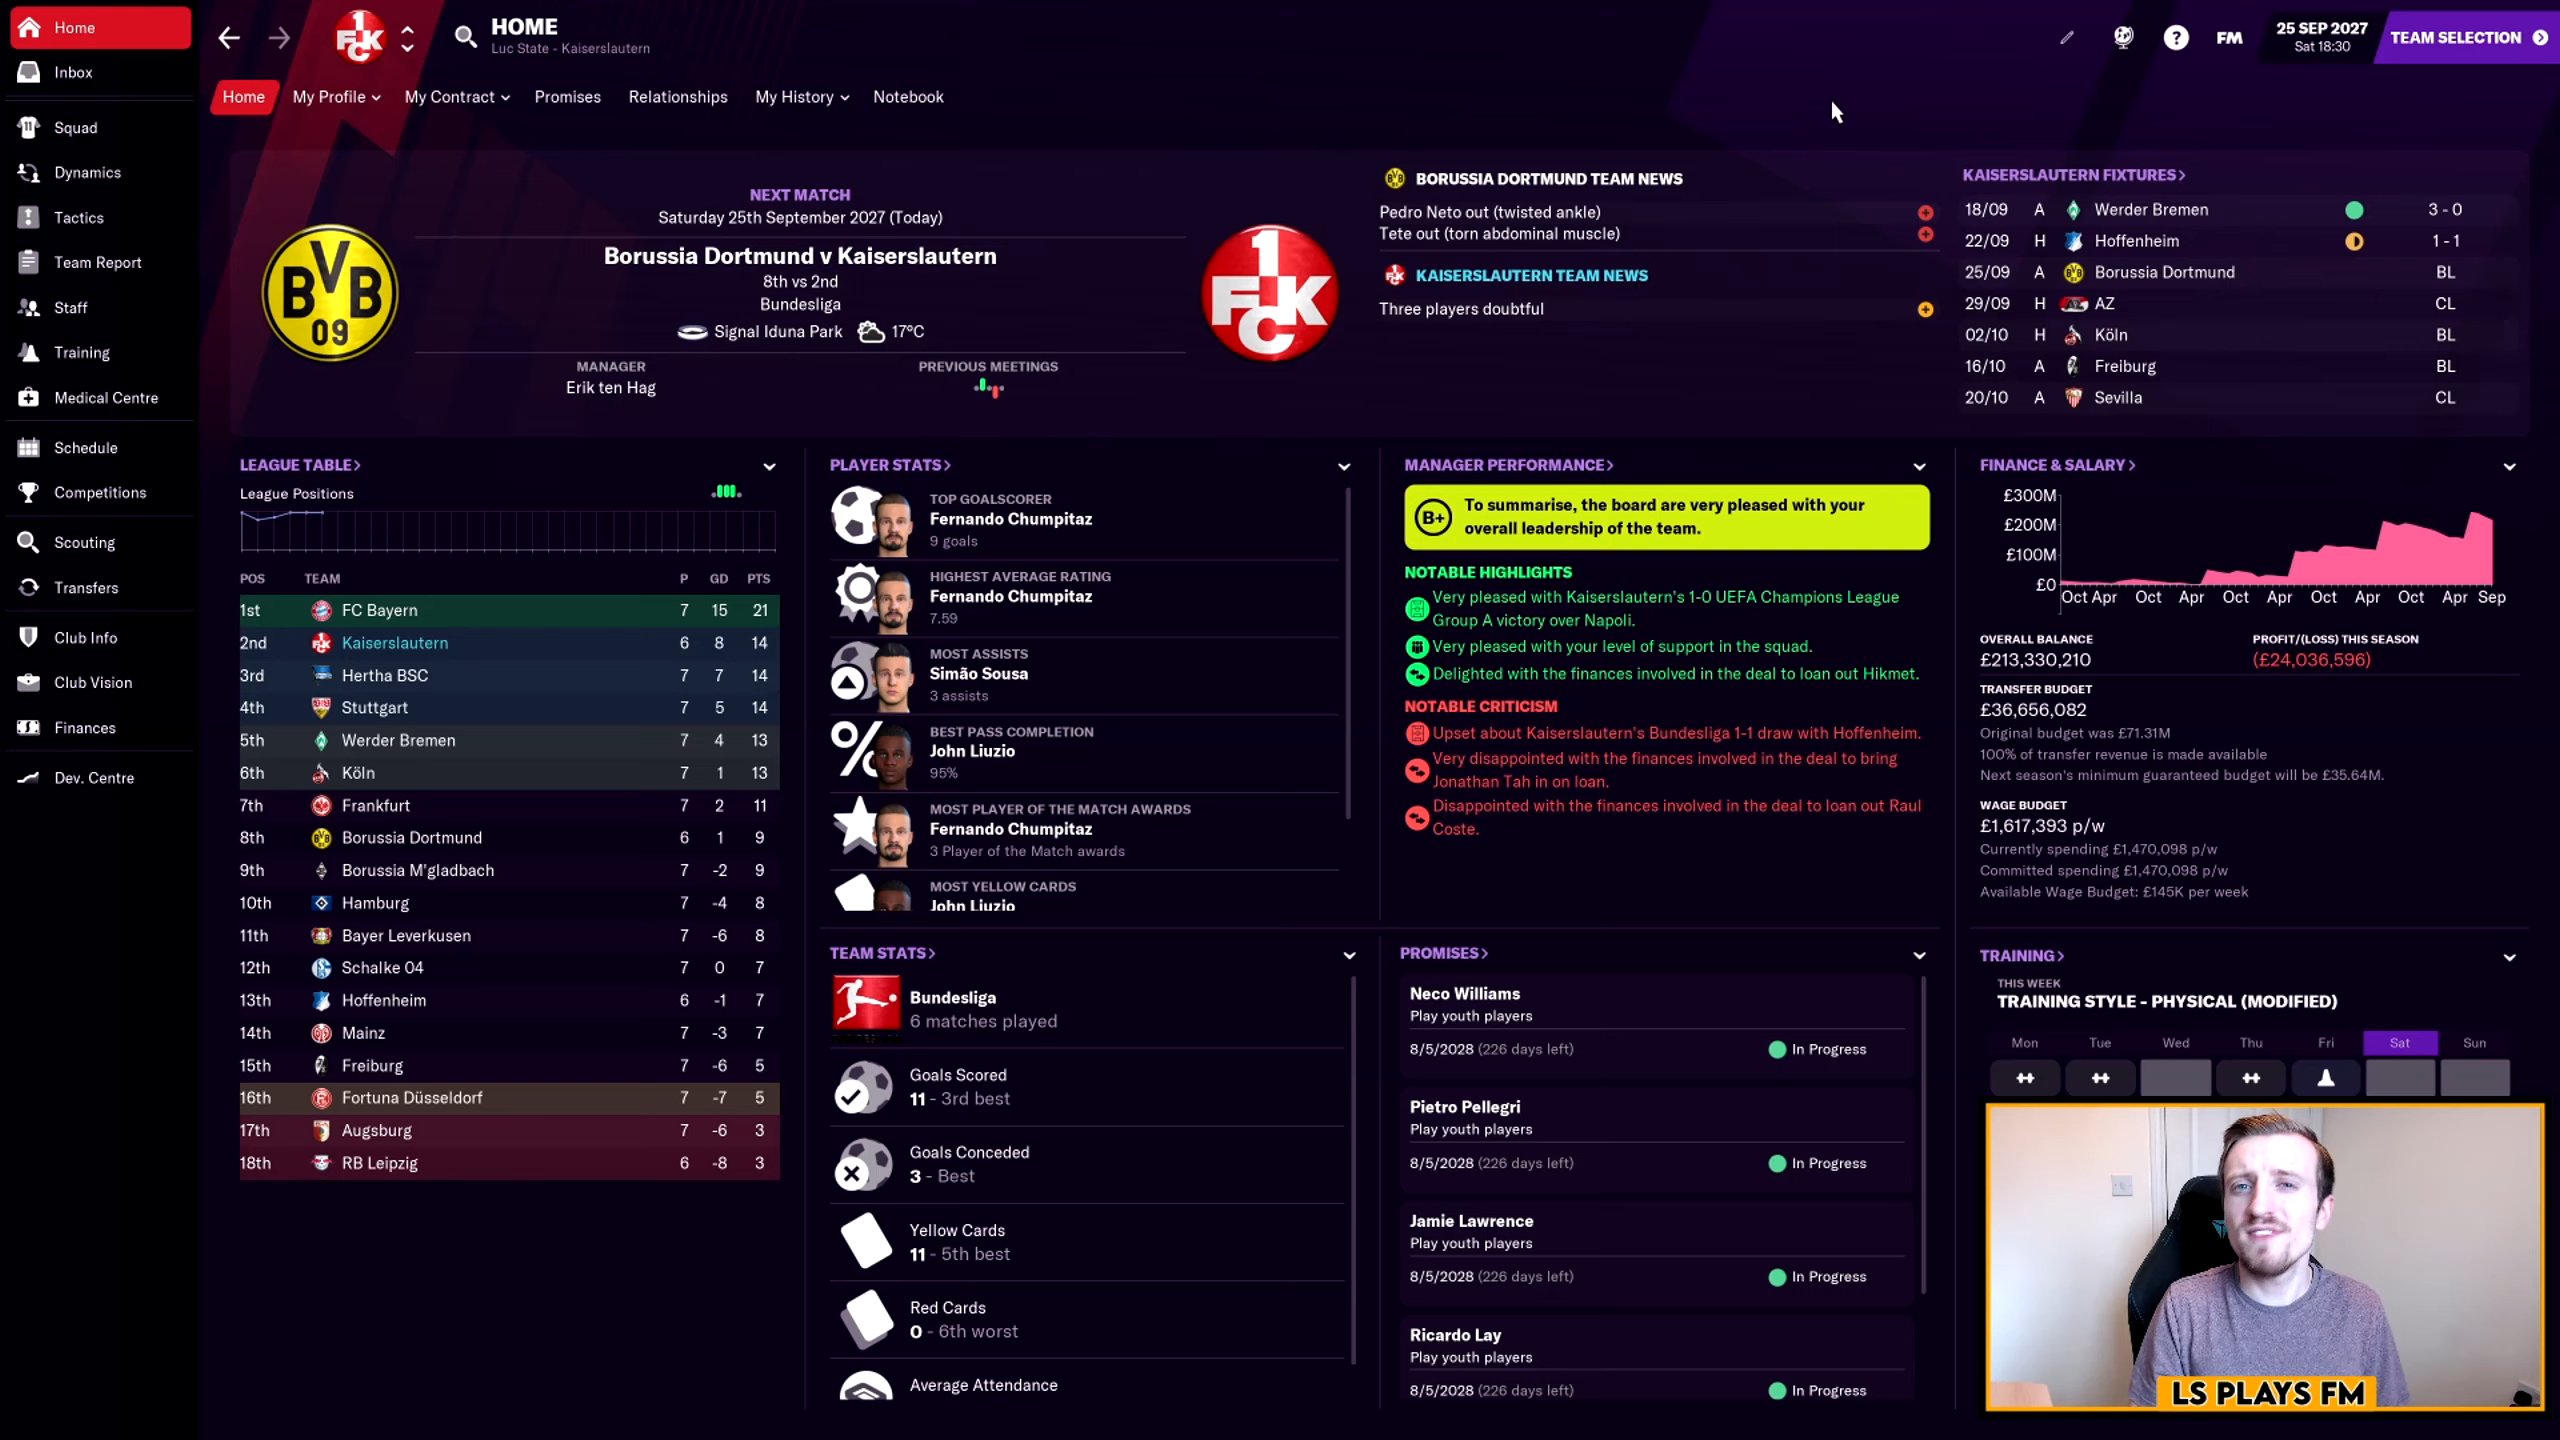 Home
Inbox
Squad
Dynamics
Tactics
Team Report
Staff
Training
Medical Centre
Schedule
Competitions
Scouting
Transfers
Club Info
Club Vision
Finances
Dev. Centre
1 FCK
HOME
Luc State - Kaiserslautern
? FM
25 SEP 2027
Sat 18:30
TEAM SELECTION
Home My Profile My Contract Promises Relationships My History Notebook
BVB 09
NEXT MATCH
Saturday 25th September 2027 (Today)
Borussia Dortmund v Kaiserslautern
8th vs 2nd
Bundesliga
Signal Iduna Park 17°C
MANAGER PREVIOUS MEETINGS
Erik ten Hag
1 FCK
BORUSSIA DORTMUND TEAM NEWS
Pedro Neto out (twisted ankle)
Tete out (torn abdominal muscle)
KAISERSLAUTERN TEAM NEWS
Three players doubtful
KAISERSLAUTERN FIXTURES>
18/09 A Werder Bremen 3 - 0
22/09 H Hoffenheim 1 - 1
25/09 A Borussia Dortmund BL
29/09 H AZ CL
02/10 H Köln BL
16/10 A Freiburg BL
20/10 A Sevilla CL
LEAGUE TABLE>
League Positions
POS TEAM P GD PTS
1st FC Bayern 7 15 21
2nd Kaiserslautern 6 8 14
3rd Hertha BSC 7 7 14
4th Stuttgart 7 5 14
5th Werder Bremen 7 4 13
6th Köln 7 1 13
7th Frankfurt 7 2 11
8th Borussia Dortmund 6 1 9
9th Borussia M'gladbach 7 -2 9
10th Hamburg 7 -4 8
11th Bayer Leverkusen 7 -6 8
12th Schalke 04 7 0 7
13th Hoffenheim 6 -1 7
14th Mainz 7 -3 7
15th Freiburg 7 -6 5
16th Fortuna Düsseldorf 7 -7 5
17th Augsburg 7 -6 3
18th RB Leipzig 6 -8 3
PLAYER STATS>
TOP GOALSCORER
Fernando Chumpitaz
9 goals
HIGHEST AVERAGE RATING
Fernando Chumpitaz
7.59
MOST ASSISTS
Simão Sousa
3 assists
BEST PASS COMPLETION
John Liuzio
95%
MOST PLAYER OF THE MATCH AWARDS
Fernando Chumpitaz
3 Player of the Match awards
MOST YELLOW CARDS
John Liuzio
TEAM STATS>
Bundesliga
6 matches played
Goals Scored
11 - 3rd best
Goals Conceded
3 - Best
Yellow Cards
11 - 5th best
Red Cards
0 - 6th worst
Average Attendance
MANAGER PERFORMANCE>
B+
To summarise, the board are very pleased with your
overall leadership of the team.
NOTABLE HIGHLIGHTS
Very pleased with Kaiserslautern's 1-0 UEFA Champions League
Group A victory over Napoli.
Very pleased with your level of support in the squad.
Delighted with the finances involved in the deal to loan out Hikmet.
NOTABLE CRITICISM
Upset about Kaiserslautern's Bundesliga 1-1 draw with Hoffenheim.
Very disappointed with the finances involved in the deal to bring
Jonathan Tah in on loan.
Disappointed with the finances involved in the deal to loan out Raul
Coste.
PROMISES>
Neco Williams
Play youth players
8/5/2028 (226 days left) In Progress
Pietro Pellegri
Play youth players
8/5/2028 (226 days left) In Progress
Jamie Lawrence
Play youth players
8/5/2028 (226 days left) In Progress
Ricardo Lay
Play youth players
8/5/2028 (226 days left) In Progress
FINANCE & SALARY>
£300M
£200M
£100M
£0
Oct Apr Oct Apr Oct Apr Oct Apr Oct Apr Sep
OVERALL BALANCE PROFIT/(LOSS) THIS SEASON
£213,330,210 (£24,036,596)
TRANSFER BUDGET
£36,656,082
Original budget was £71.31M
100% of transfer revenue is made available
Next season's minimum guaranteed budget will be £35.64M.
WAGE BUDGET
£1,617,393 p/w
Currently spending £1,470,098 p/w
Committed spending £1,470,098 p/w
Available Wage Budget: £145K per week
TRAINING>
THIS WEEK
TRAINING STYLE - PHYSICAL (MODIFIED)
Mon Tue Wed Thu Fri Sat Sun
LS PLAYS FM